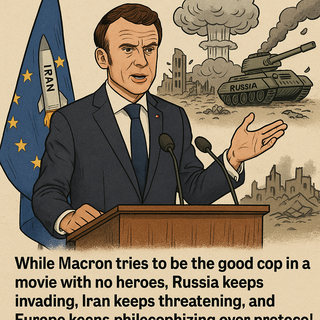 IRAN
RUSSIA
While Macron tries to be the good cop in a
movie with no heroes, Russia keeps
invading, Iran keeps threatening, and
Europe keeps philosophizing over